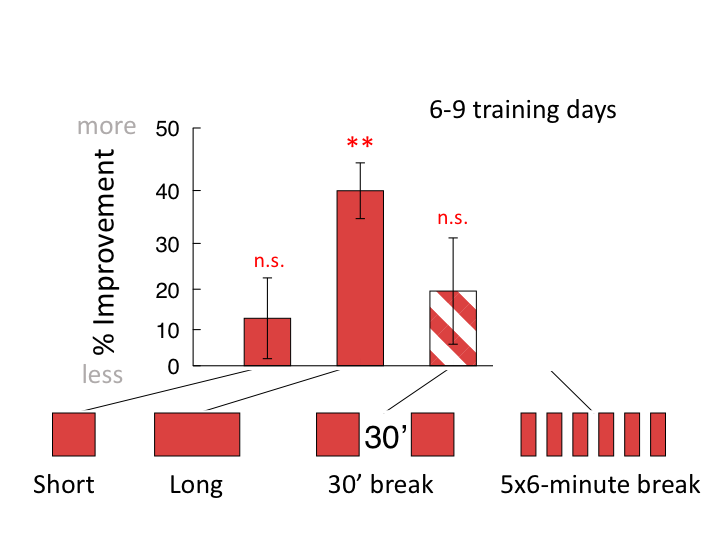 6-9 training days
more
50
**
% Improvement
40
n.s.
30
n.s.
20
10
0
less
30’
Short
Long
30’ break
5x6-minute break